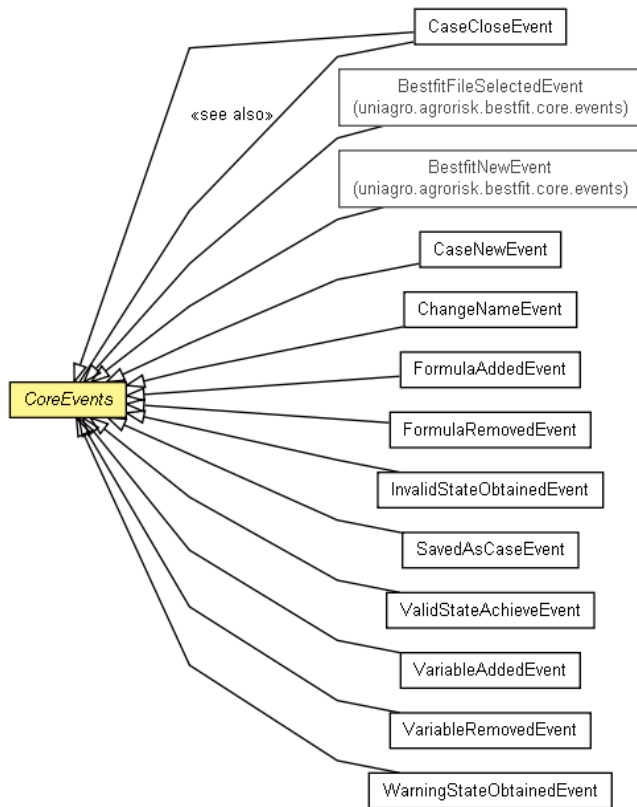 CaseCloseEvent
BestfitFileSelectedEvent
(uniagro.agrorisk.bestfit.core.events)
«see also»
BestfitNewEvent
(uniagro.agrorisk.bestfit.core.events)
CaseNewEvent
ChangeNameEvent
FormulaAddedEvent
CoreEvents
FormulaRemovedEvent
InvalidStateObtainedEvent
SavedAsCaseEvent
ValidStateAchieveEvent
VariableAddedEvent
VariableRemovedEvent
WarningStateObtainedEvent